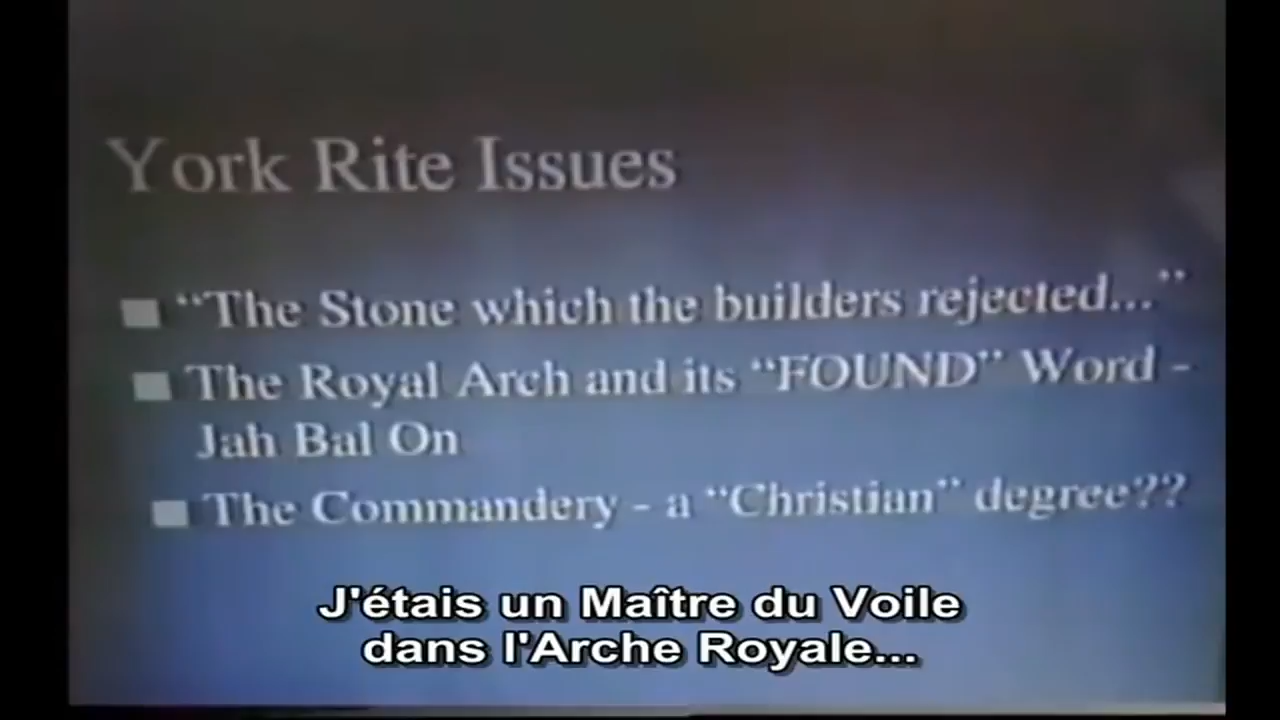 York Rite Issues
“The Stone which the builders rejected...”
The Royal Arch and its “FOUND” Word -
Jah Bal On
The Commandery - a “Christian” degree??
J'étais un Maître du Voile
dans l'Arche Royale...